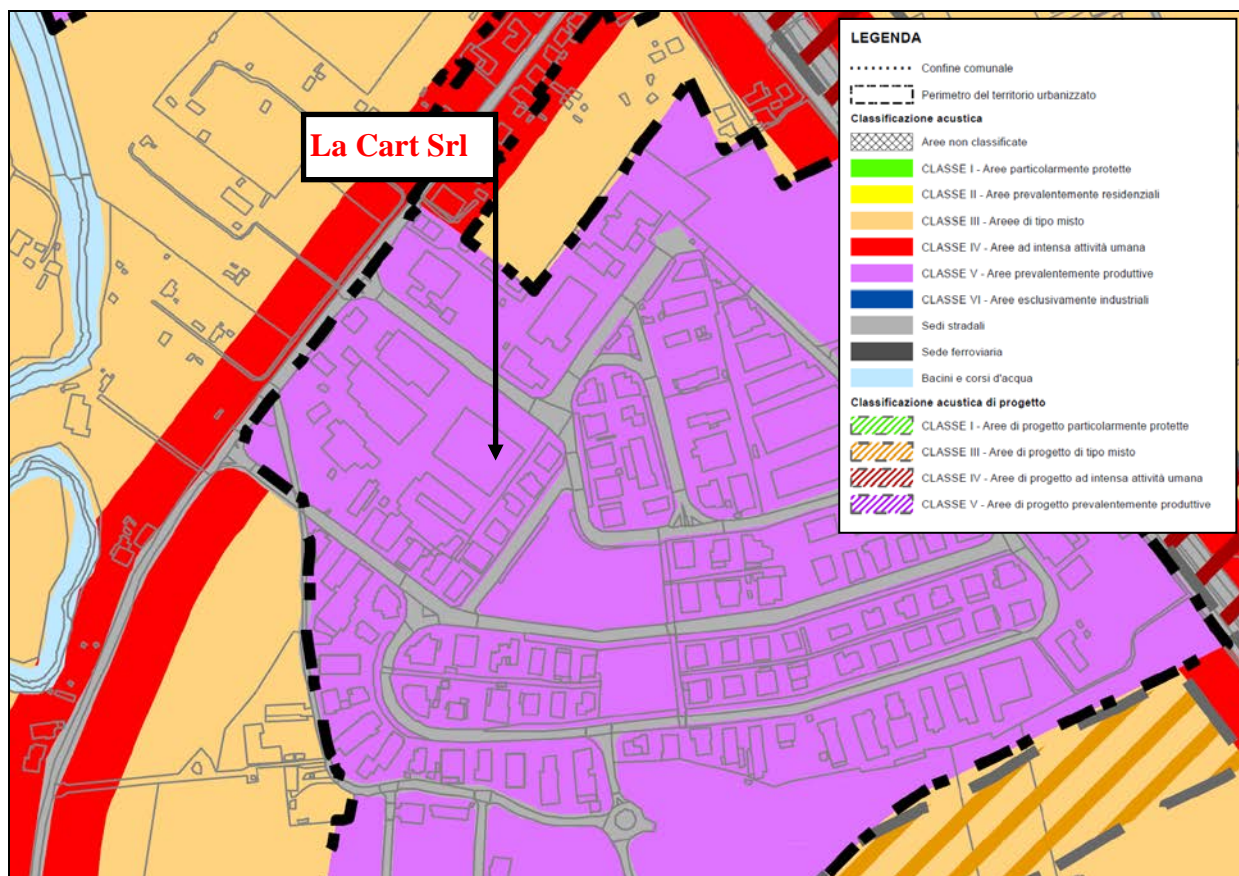 La Cart Srl
LEGENDA
Confine comunale
Perimetro del territorio urbanizzato
Classificazione acustica
Aree non classificate
CLASSE I - Aree particolarmente protette
CLASSE II - Aree prevalentemente residenziali
CLASSE III - Areee di tipo misto
CLASSE IV - Aree ad intensa attività umana
CLASSE V - Aree prevalentemente produttive
CLASSE VI - Aree esclusivamente industriali
Sedi stradali
Sede ferroviaria
Bacini e corsi d'acqua
Classificazione acustica di progetto
CLASSE I - Aree di progetto particolarmente protette
CLASSE III - Aree di progetto di tipo misto
CLASSE IV - Aree di progetto ad intensa attività umana
CLASSE V - Aree di progetto prevalentemente produttive